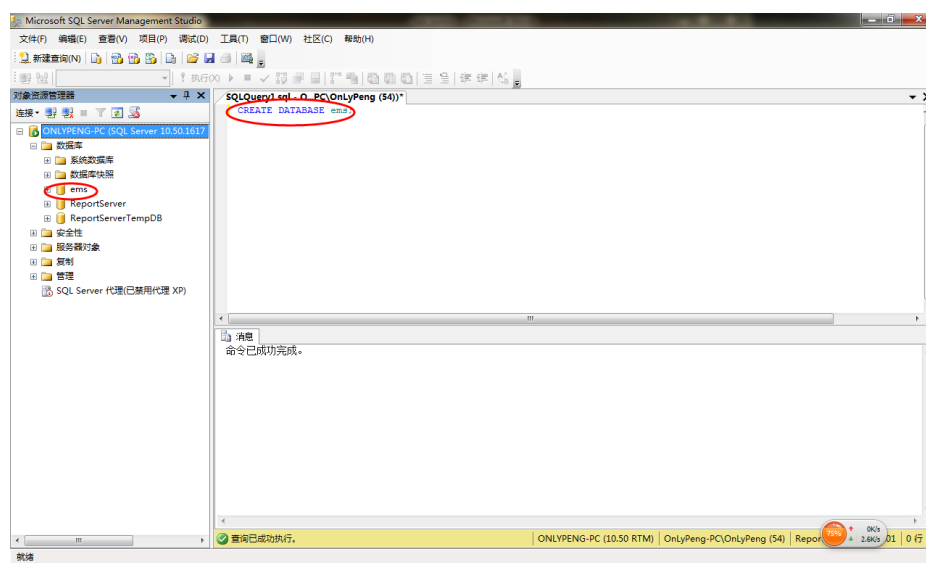 Microsoft SQL Server Management Studio
文件(F) 编辑(E) 查看(V) 项目(P) 调试(D) 工具(T) 窗口(W) 社区(C) 帮助(H)
新建查询(N)
执行(X)
对象资源管理器
SQLQuery1.sql - O...PC\OnLyPeng (54))*
连接
CREATE DATABASE ems
ONLYPENG-PC (SQL Server 10.50.1617
数据库
系统数据库
数据库快照
ems
ReportServer
ReportServerTempDB
安全性
服务器对象
复制
管理
SQL Server 代理(已禁用代理 XP)
消息
命令已成功完成。
查询已成功执行。
ONLYPENG-PC (10.50 RTM)
OnLyPeng-PC\OnLyPeng (54)
Repor
75%
0K/s
2.6K/s
01
0 行
就绪